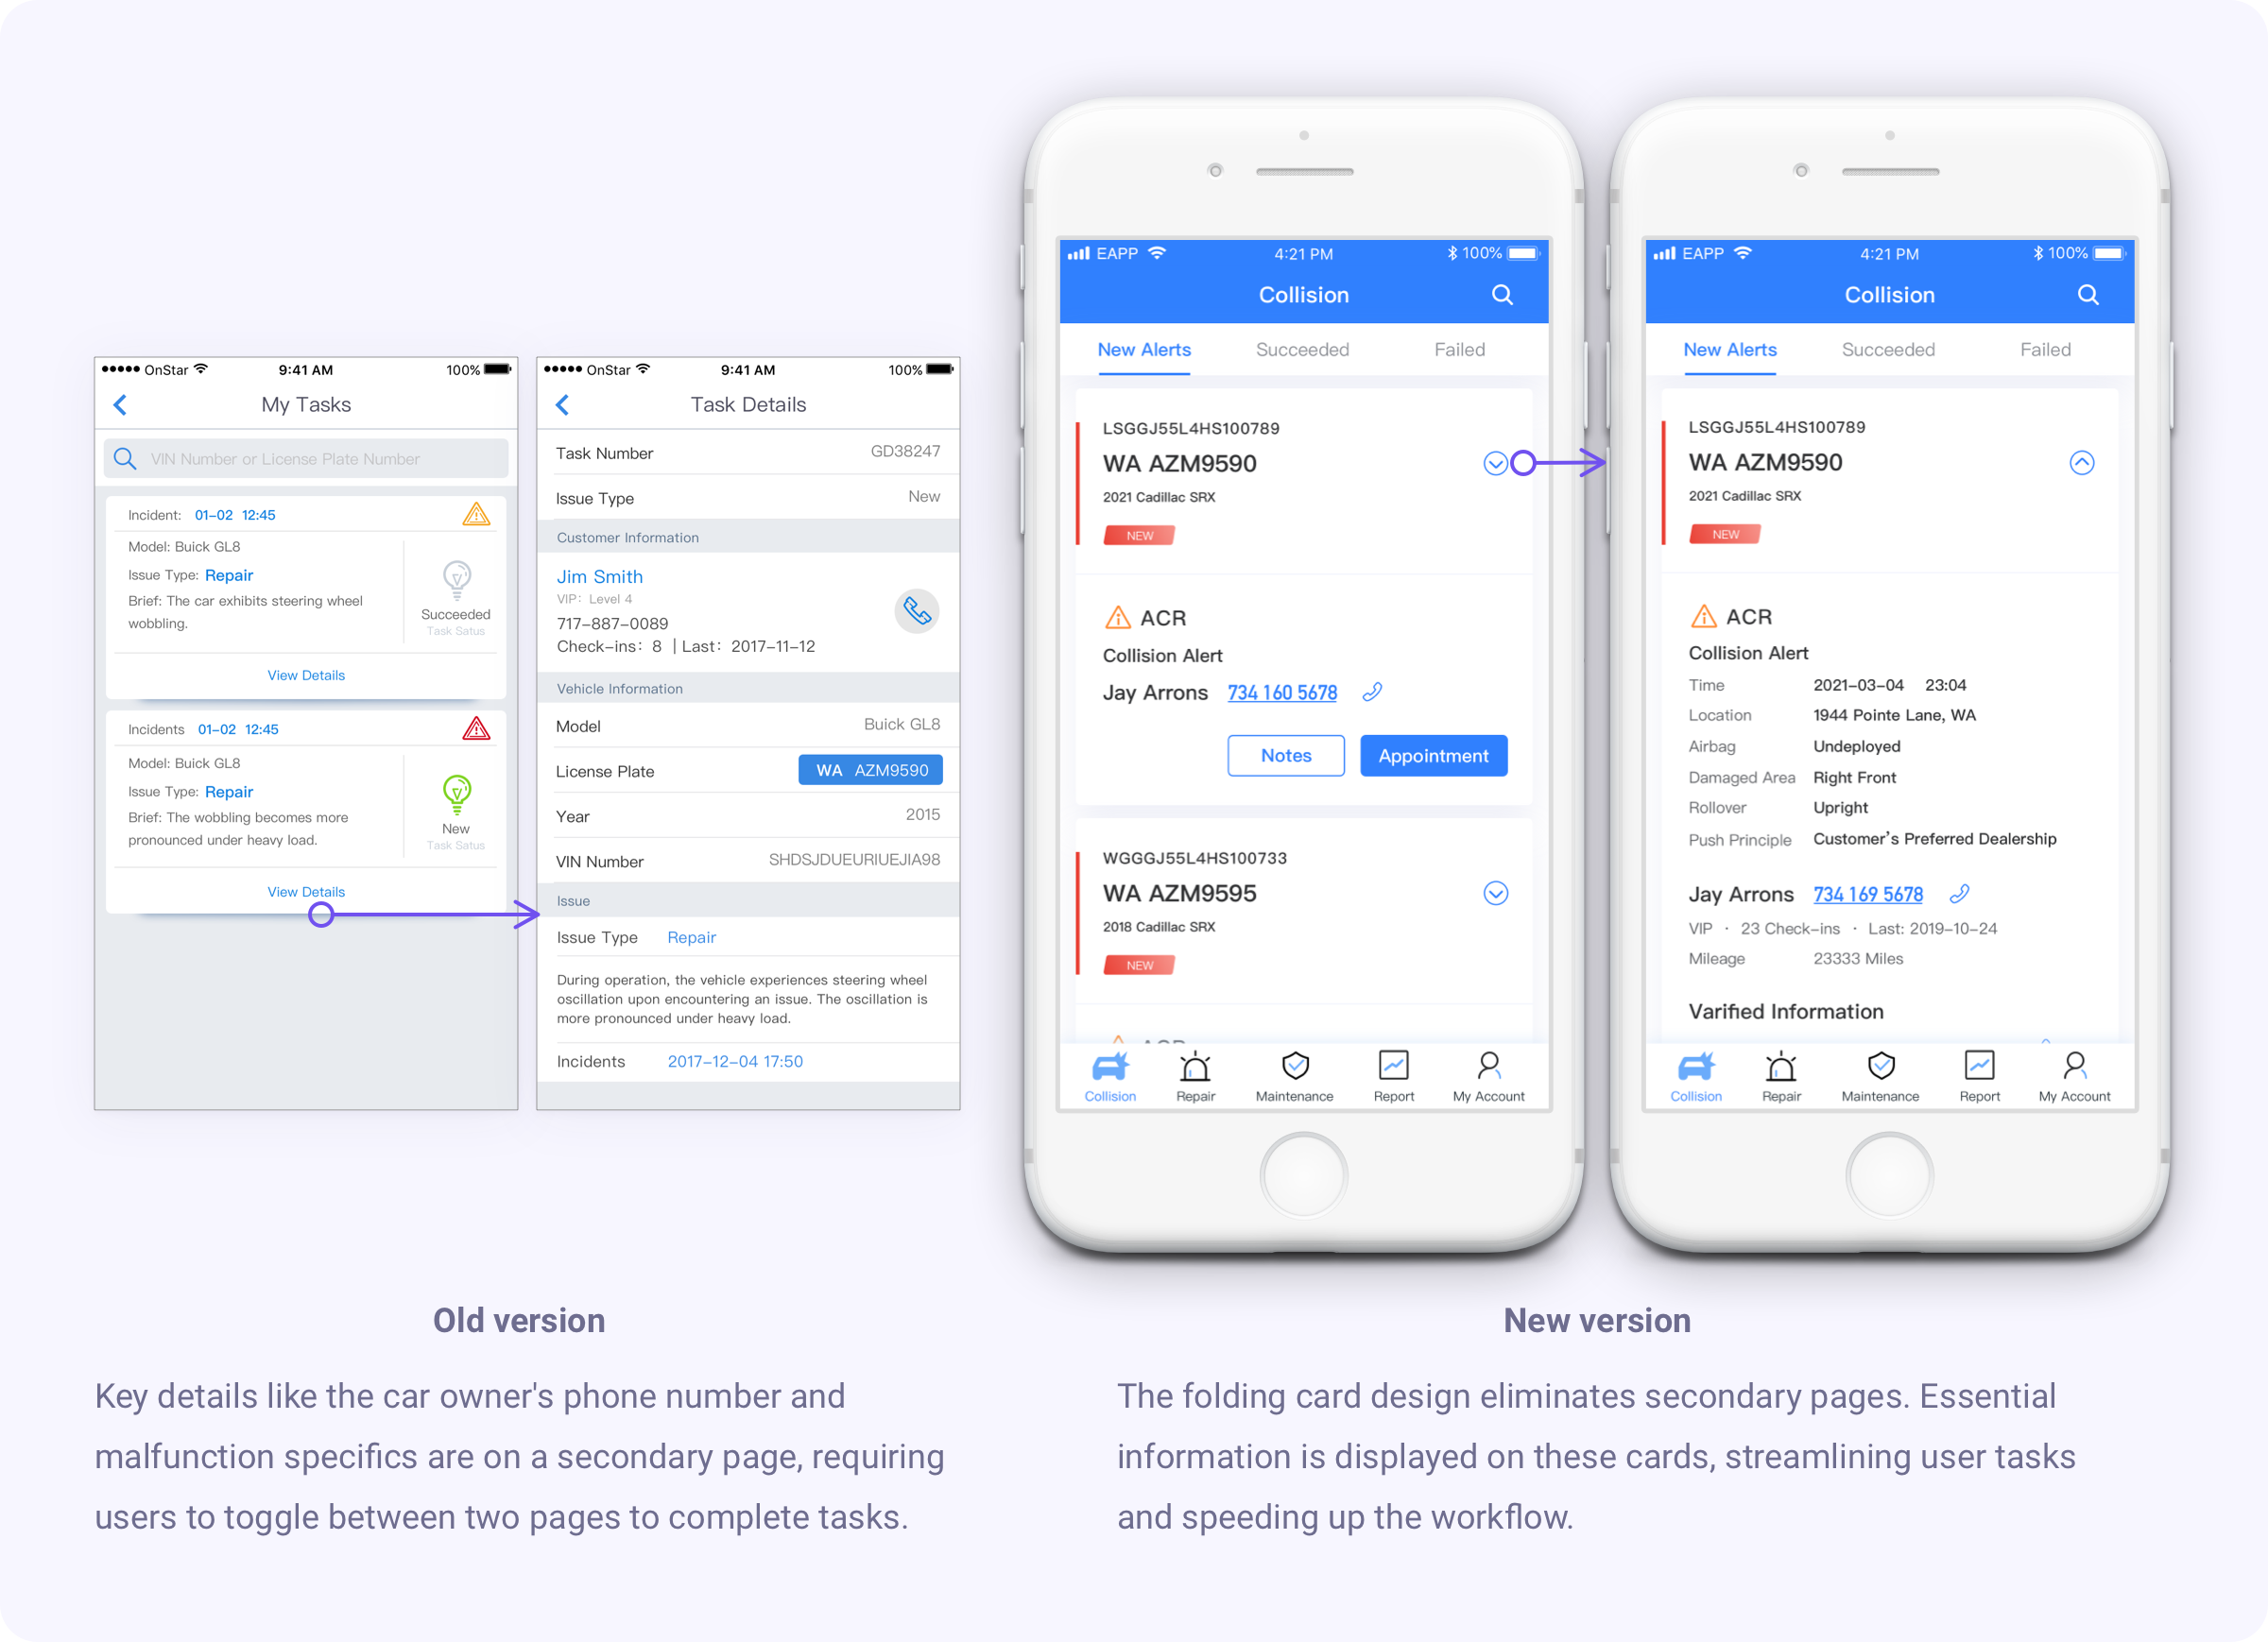 OnStar 9:41 AM 100%
My Tasks
VIN Number or License Plate Number
Incident: 01-02 12:45
Model: Buick GL8
Issue Type: Repair
Brief: The car exhibits steering wheel
wobbling.
Succeeded
Task Satus
View Details
Incidents 01-02 12:45
Model: Buick GL8
Issue Type: Repair
Brief: The wobbling becomes more
pronounced under heavy load.
New
Task Satus
View Details
OnStar 9:41 AM 100%
Task Details
Task Number GD38247
Issue Type New
Customer Information
Jim Smith
VIP: Level 4
717-887-0089
Check-ins: 8 | Last: 2017-11-12
Vehicle Information
Model Buick GL8
License Plate WA AZM9590
Year 2015
VIN Number SHDSJDUEURIUEJIA98
Issue
Issue Type Repair
During operation, the vehicle experiences steering wheel
oscillation upon encountering an issue. The oscillation is
more pronounced under heavy load.
Incidents 2017-12-04 17:50
EAPP 4:21 PM 100%
Collision
New Alerts Succeeded Failed
LSGGJ55L4HS100789
WA AZM9590
2021 Cadillac SRX
NEW
ACR
Collision Alert
Jay Arrons 734 160 5678
Notes Appointment
WGGGJ55L4HS100733
WA AZM9595
2018 Cadillac SRX
NEW
ACR
Collision Repair Maintenance Report My Account
EAPP 4:21 PM 100%
Collision
New Alerts Succeeded Failed
LSGGJ55L4HS100789
WA AZM9590
2021 Cadillac SRX
NEW
ACR
Collision Alert
Time 2021-03-04 23:04
Location 1944 Pointe Lane, WA
Airbag Undeployed
Damaged Area Right Front
Rollover Upright
Push Principle Customer's Preferred Dealership
Jay Arrons 734 169 5678
VIP · 23 Check-ins · Last: 2019-10-24
Mileage 23333 Miles
Varified Information
Collision Repair Maintenance Report My Account
Old version
Key details like the car owner's phone number and
malfunction specifics are on a secondary page, requiring
users to toggle between two pages to complete tasks.
New version
The folding card design eliminates secondary pages. Essential
information is displayed on these cards, streamlining user tasks
and speeding up the workflow.